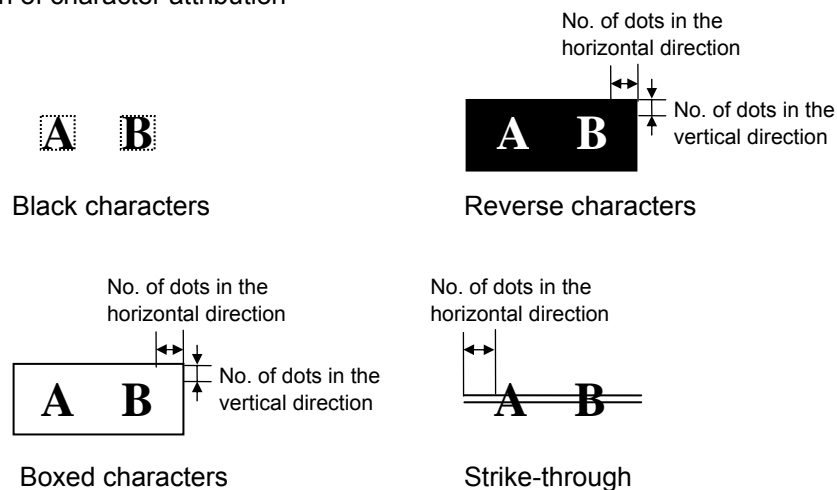 of character attribution
No. of dots in the
horizontal direction
A B
A B
No. of dots in the
vertical direction
Black characters
Reverse characters
No. of dots in the
horizontal direction
No. of dots in the
horizontal direction
A B
No. of dots in the
vertical direction
A B
Boxed characters
Strike-through